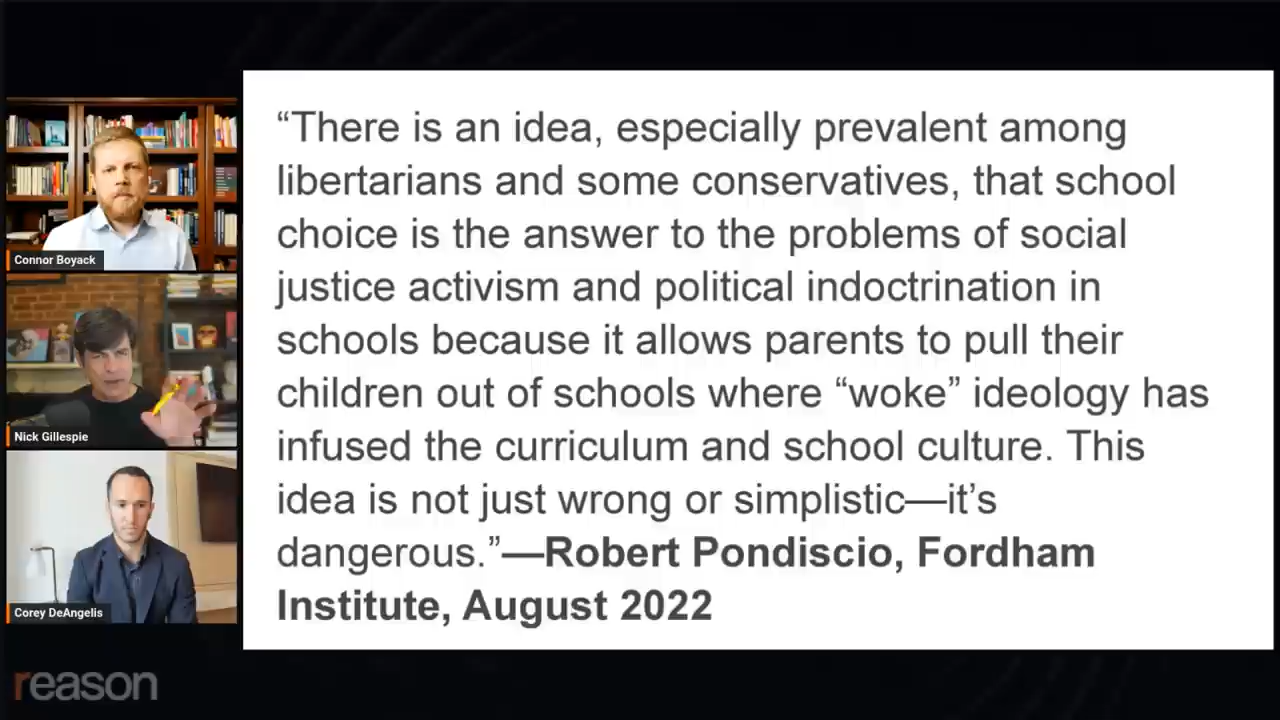 Connor Boyack
Nick Gillespie
Corey DeAngelis
“There is an idea, especially prevalent among
libertarians and some conservatives, that school
choice is the answer to the problems of social
justice activism and political indoctrination in
schools because it allows parents to pull their
children out of schools where “woke” ideology has
infused the curriculum and school culture. This
idea is not just wrong or simplistic—it’s
dangerous.”—Robert Pondiscio, Fordham
Institute, August 2022
reason